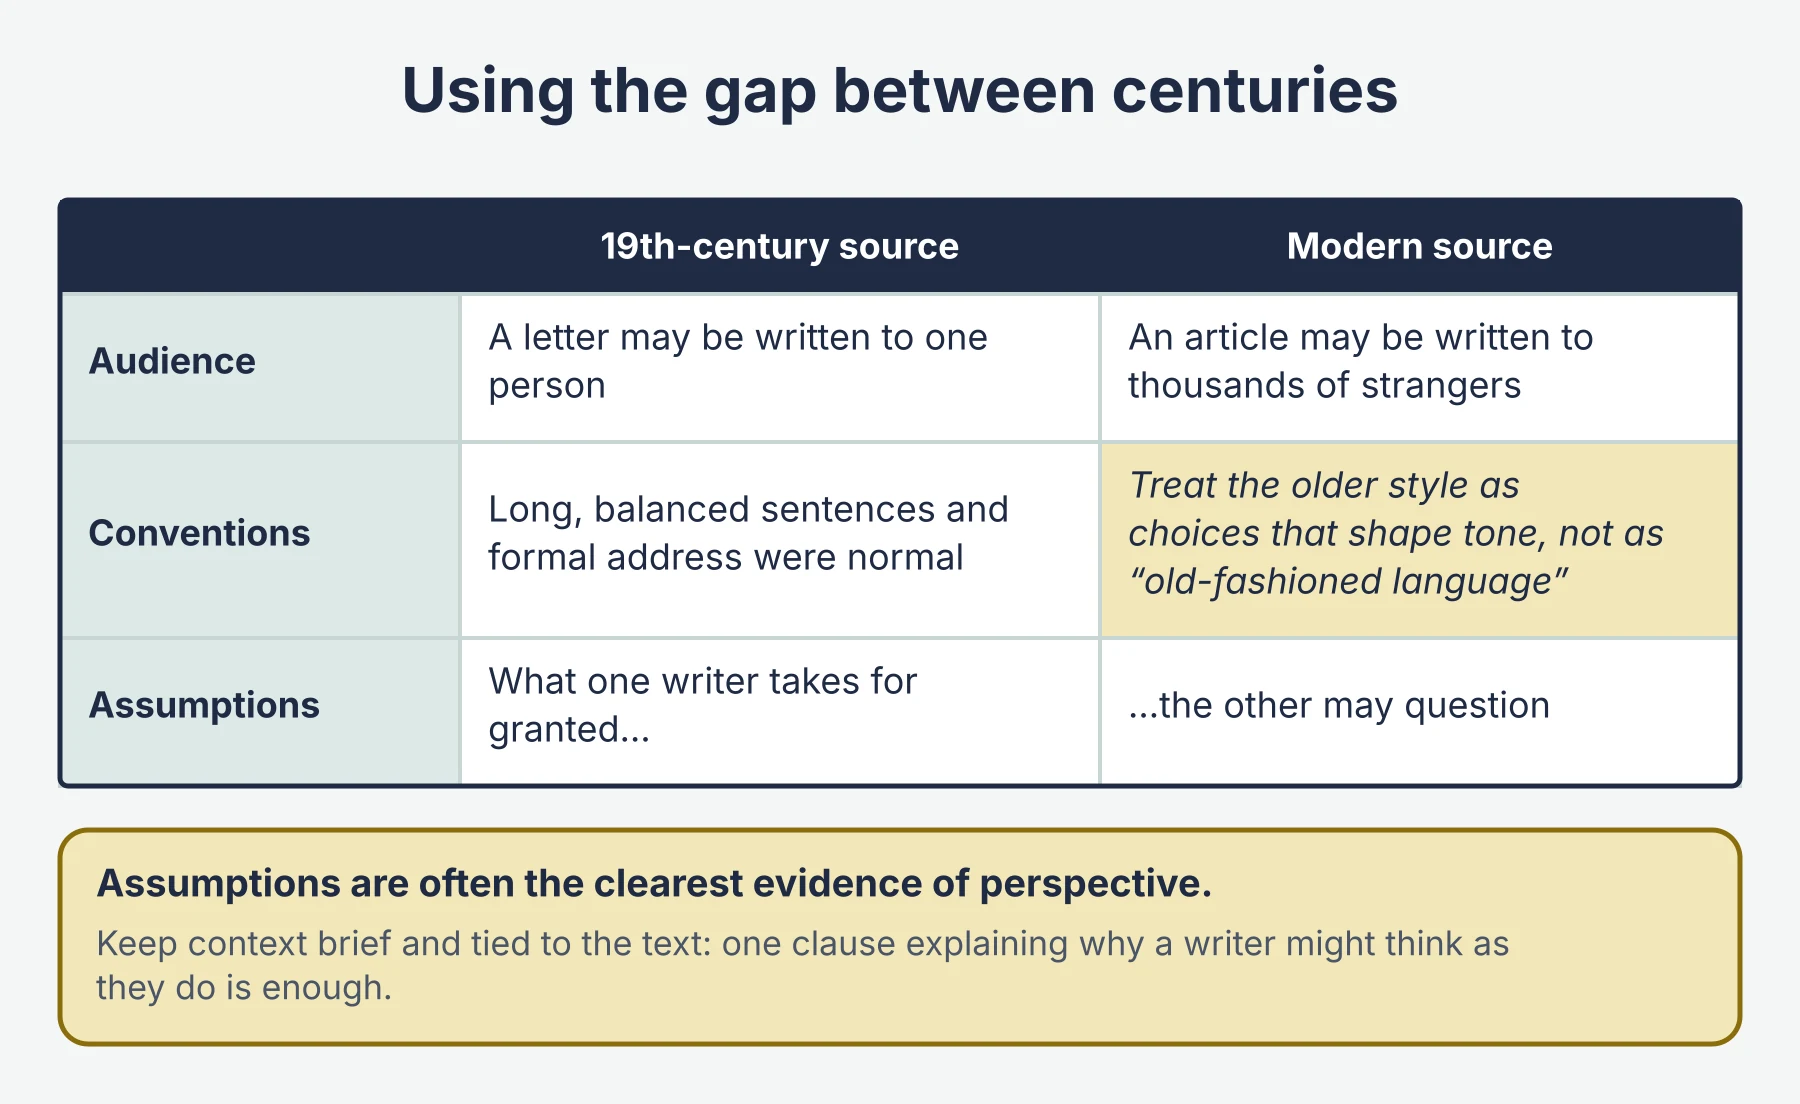 Using the gap between centuries
19th-century source
Modern source
Audience
A letter may be written to one
person
An article may be written to
thousands of strangers
Conventions
Long, balanced sentences and
formal address were normal
Treat the older style as
choices that shape tone, not as
“old-fashioned language”
Assumptions
What one writer takes for
granted...
...the other may question
Assumptions are often the clearest evidence of perspective.
Keep context brief and tied to the text: one clause explaining why a writer might think as
they do is enough.